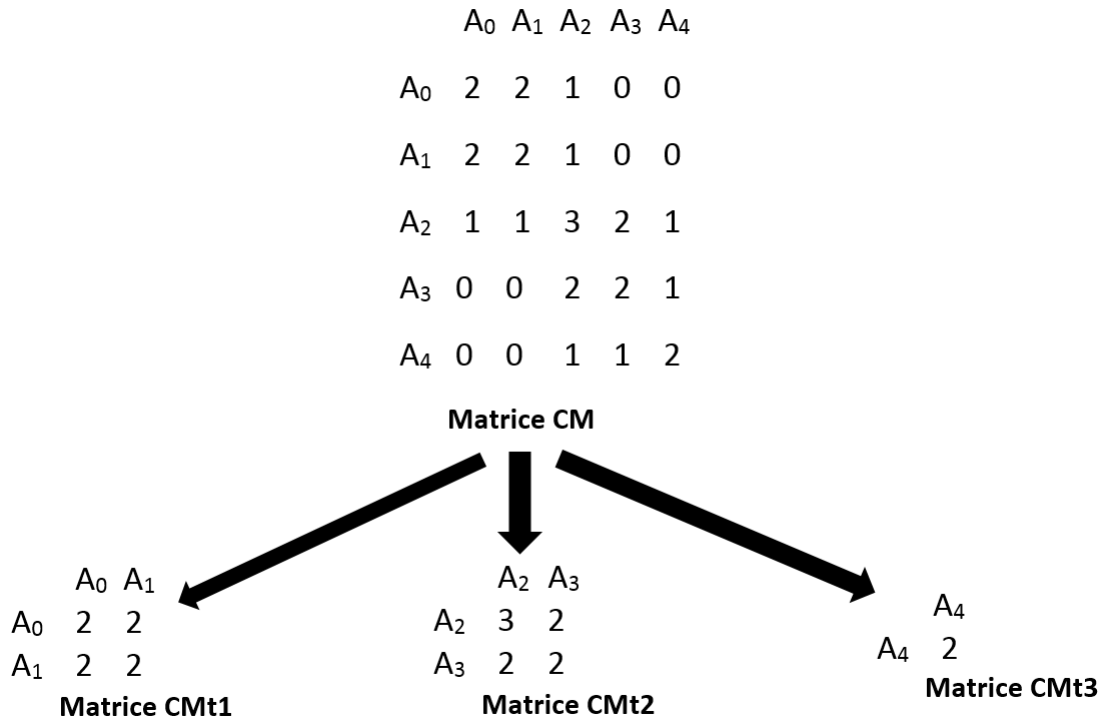 A₀ A₁ A₂ A₃ A₄
A₀ 2 2 1 0 0
A₁ 2 2 1 0 0
A₂ 1 1 3 2 1
A₃ 0 0 2 2 1
A₄ 0 0 1 1 2
Matrice CM
A₀ A₁
A₀ 2 2
A₁ 2 2
Matrice CMt1
A₂ A₃
A₂ 3 2
A₃ 2 2
Matrice CMt2
A₄
A₄ 2
Matrice CMt3